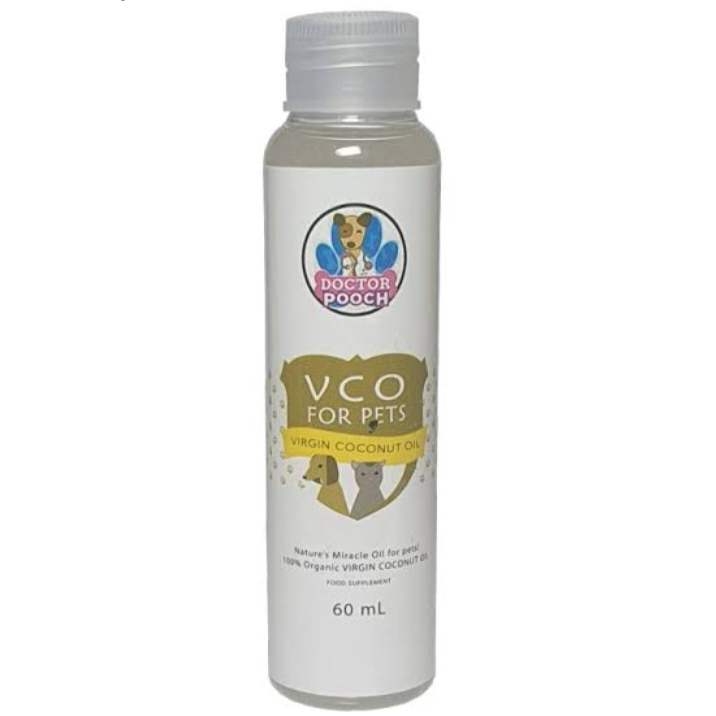 DOCTOR
POOCH
VCO
FOR PETS
VIRGIN COCONUT OIL
Nature's Miracle Oil for pets!
100% Organic VIRGIN COCONUT OIL
FOOD SUPPLEMENT
60 mL